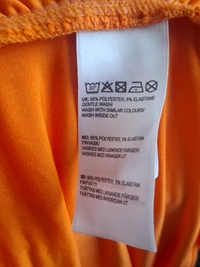 UK: 95% POLYESTER, 5% ELASTANE
GENTLE WASH/
WASH WITH SIMILAR COLOURS/
WASH INSIDE OUT
NO: 95% POLYESTER, 5% ELASTAN
FINVASK/
VASKES MED LIGNENDE FARGER/
VASKES MED VRANGEN UT
SE: 95% POLYESTER, 5% ELASTAN
FINTVÄTT/
TVÄTTAS MED LIKNANDE FÄRGER/
TVÄTTAS MED AVIGSIDAN UT